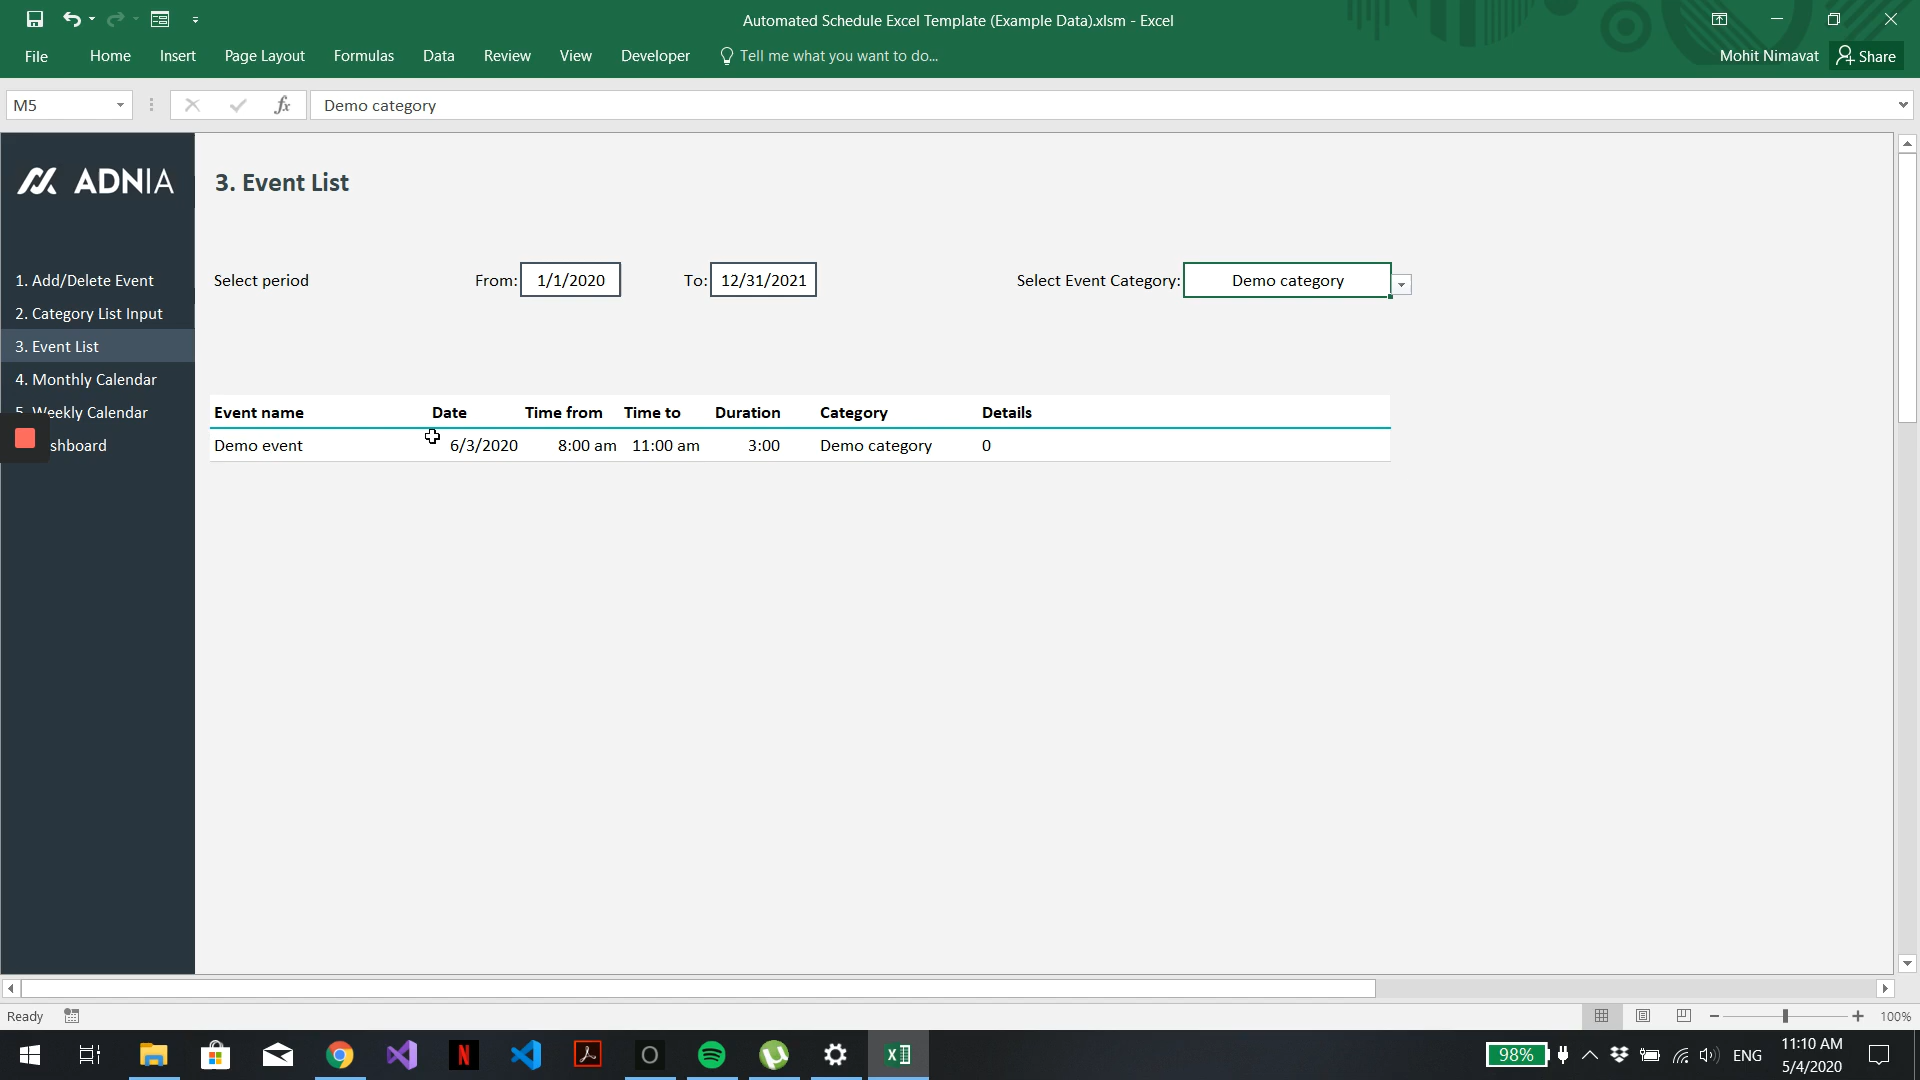 Automated Schedule Excel Template (Example Data).xlsm - Excel
File Home Insert Page Layout Formulas Data Review View Developer Tell me what you want to do... Mohit Nimavat Share
M5 fx Demo category
ADNIA
3. Event List
1. Add/Delete Event
2. Category List Input
3. Event List
4. Monthly Calendar
5. Weekly Calendar
shboard
Select period From: 1/1/2020 To: 12/31/2021 Select Event Category: Demo category
Event name Date Time from Time to Duration Category Details
Demo event 6/3/2020 8:00 am 11:00 am 3:00 Demo category 0
Ready 100%
98% ENG 11:10 AM
5/4/2020